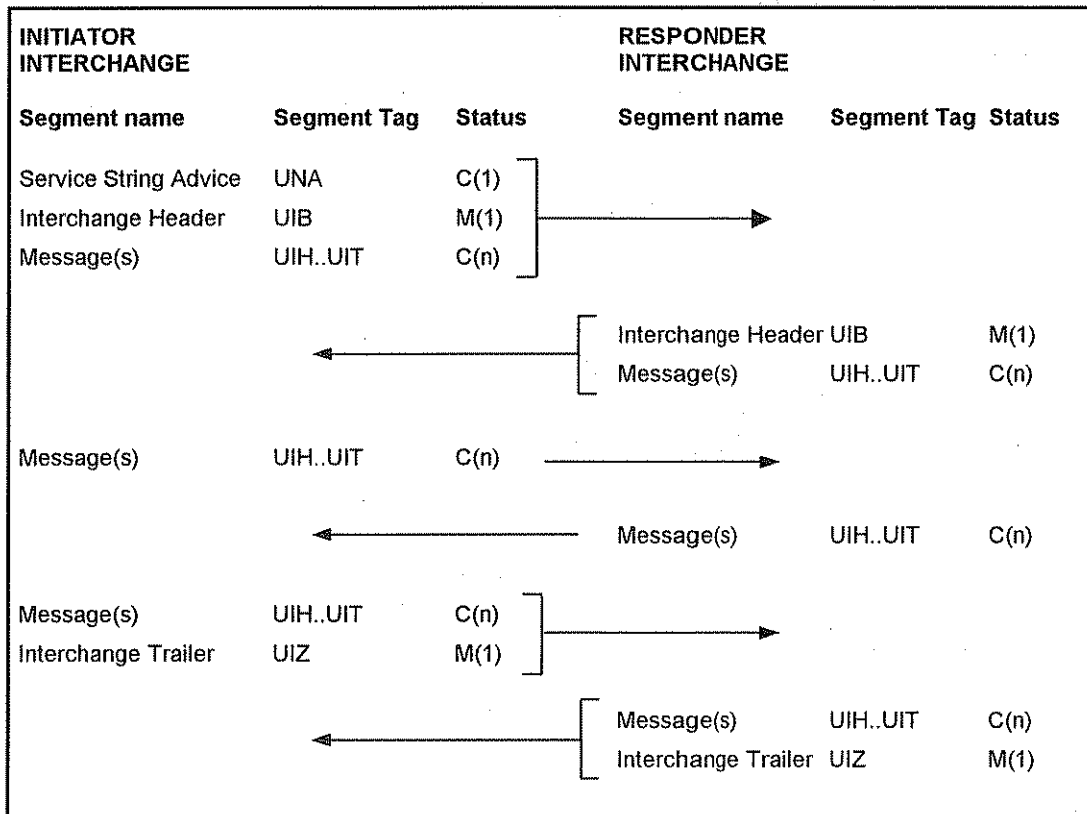 INITIATOR INTERCHANGE
RESPONDER INTERCHANGE
Segment name Segment Tag Status Segment name Segment Tag Status
Service String Advice UNA C(1)
Interchange Header UIB M(1)
Message(s) UIH..UIT C(n)
Interchange Header UIB M(1)
Message(s) UIH..UIT C(n)
Message(s) UIH..UIT C(n)
Message(s) UIH..UIT C(n)
Message(s) UIH..UIT C(n)
Interchange Trailer UIZ M(1)
Message(s) UIH..UIT C(n)
Interchange Trailer UIZ M(1)